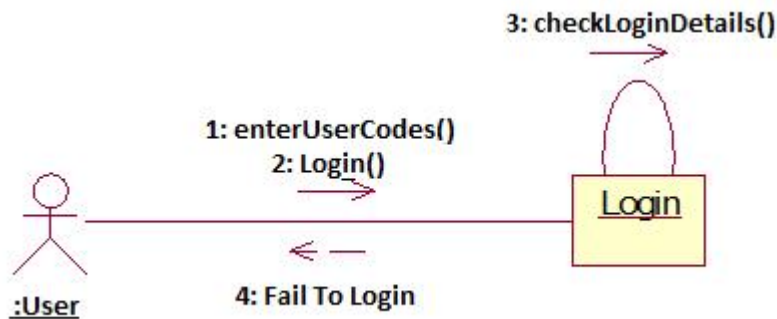 3: checkLoginDetails()
1: enterUserCodes()
2: Login()
Login
4: Fail To Login
:User